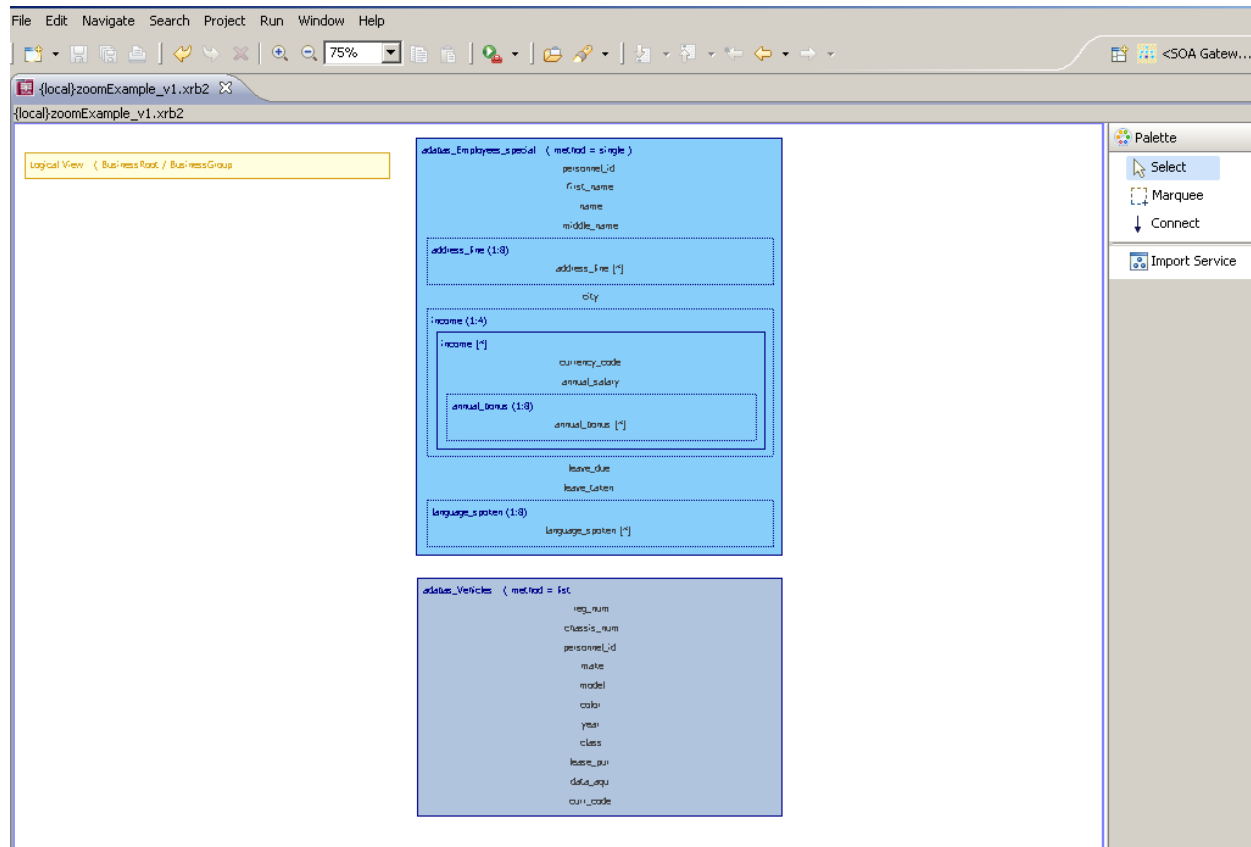 File Edit Navigate Search Project Run Window Help
75%
<SOA Gatew...
{local}zoomExample_v1.xrb2
{local}zoomExample_v1.xrb2
Palette
Select
Marquee
Connect
Import Service
Logical View ( BusinessRoot / BusinessGroup
adabas_Employees_special ( method = single )
personnel_id
first_name
name
middle_name
address_line (1:8)
address_line [*]
city
income (1:4)
income [*]
currency_code
annual_salary
annual_bonus (1:8)
annual_bonus [*]
leave_due
leave_taken
language_spoken (1:8)
language_spoken [*]
adabas_Vehicles ( method = list
reg_num
chassis_num
personnel_id
make
model
color
year
class
lease_pur
data_aqu
curr_code